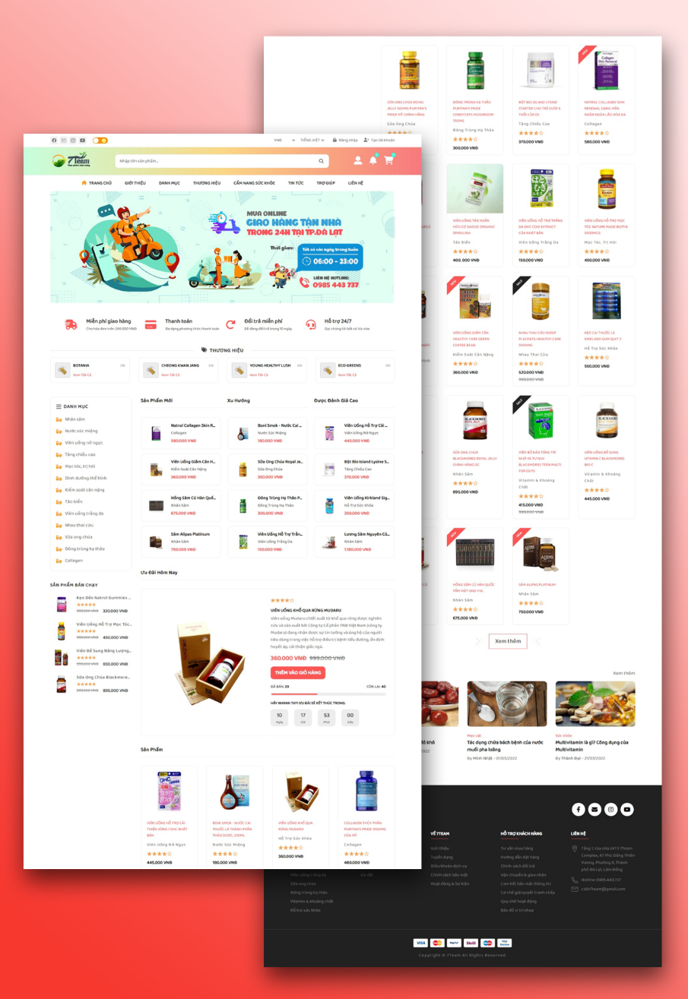 VNĐ
TIẾNG VIỆT
Đăng nhập
Tạo tài khoản
7Team
Nhập tên sản phẩm...
TRANG CHỦ
GIỚI THIỆU
DANH MỤC
THƯƠNG HIỆU
CẨM NANG SỨC KHỎE
TIN TỨC
TRỢ GIÚP
LIÊN HỆ
MUA ONLINE
GIAO HÀNG TẬN NHÀ
TRONG 24H TẠI TP.ĐÀ LẠT
Thời gian:
Tất cả các ngày trong tuần
06:00 - 23:00
LIÊN HỆ HOTLINE:
0985 443 737
Miễn phí giao hàng
Cho hóa đơn trên 200.000 VNĐ
Thanh toán
Đa dạng phương thức thanh toán
Đổi trả miễn phí
Dễ dàng đổi trả trong 10 ngày
Hỗ trợ 24/7
Gọi chúng tôi bất cứ lúc nào
THƯƠNG HIỆU
BOTANIA
Xem Tất Cả
CHEONG KWAN JANG
Xem Tất Cả
YOUNG HEALTHY LUSH
Xem Tất Cả
ECO GREENS
Xem Tất Cả
DANH MỤC
Nhân sâm
Nước súc miệng
Viên uống nở ngực
Tăng chiều cao
Mọc tóc, trị hói
Dinh dưỡng thể hình
Kiểm soát cân nặng
Tảo biển
Viên uống trắng da
Nhau thai cừu
Sữa ong chúa
Đông trùng hạ thảo
Collagen
SẢN PHẨM BÁN CHẠY
Kẹo Dẻo Natrol Gummies ...
399.000 VNĐ 320.000 VNĐ
Viên Uống Hỗ Trợ Mọc Tóc...
999.000 VNĐ 450.000 VNĐ
Viên Bổ Sung Năng Lượng...
999.000 VNĐ 650.000 VNĐ
Sữa Ong Chúa Blackmore...
999.000 VNĐ 895.000 VNĐ
Sản Phẩm Mới
Natrol Collagen Skin R...
Collagen
580.000 VNĐ
Viên Uống Giảm Cân H...
Kiểm Soát Cân Nặng
360.000 VNĐ
Hồng Sâm Củ Hàn Quố...
Nhân Sâm
675.000 VNĐ
Sâm Alipas Platinum
Nhân Sâm
750.000 VNĐ
Xu Hướng
Boni Smok - Nước Cai ...
Nước Súc Miệng
180.000 VNĐ
Sữa Ong Chúa Royal Je...
Sữa Ong Chúa
350.000 VNĐ
Đông Trùng Hạ Thảo P...
Đông Trùng Hạ Thảo
300.000 VNĐ
Viên Uống Hỗ Trợ Trắn...
Viên Uống Trắng Da
150.000 VNĐ
Được Đánh Giá Cao
Viên Uống Hỗ Trợ Cải ...
Viên Uống Nở Ngực
445.000 VNĐ
Bột Bio Island Lysine S...
Tăng Chiều Cao
370.000 VNĐ
Viên Uống Kirkland Sig...
Hỗ Trợ Sức Khỏe
350.000 VNĐ
Lương Sâm Nguyên Củ...
Nhân Sâm
1.180.000 VNĐ
Ưu Đãi Hôm Nay
VIÊN UỐNG KHỔ QUA RỪNG MUDARU
Viên uống Mudaru chiết xuất từ khổ qua rừng được nghiên
cứu và sản xuất bởi Công ty Cổ phần TNB Việt Nam (công ty
Mudaru) đang nhận được sự tin tưởng và ủng hộ của người
tiêu dùng trong việc hỗ trợ điều trị bệnh tiểu đường, ổn định
huyết áp, cải thiện giấc ngủ.
360.000 VNĐ 999.000 VNĐ
THÊM VÀO GIỎ HÀNG
ĐÃ BÁN: 20
CÒN LẠI: 40
HÃY NHANH TAY! ƯU ĐÃI SẼ KẾT THÚC TRONG:
10 17 53 00
Ngày Giờ Phút Giây
Sản Phẩm
VIÊN UỐNG HỖ TRỢ CẢI
THIỆN VÒNG 1 DHC NHẬT
BẢN
Viên Uống Nở Ngực
445.000 VNĐ
BONI SMOK - NƯỚC CAI
THUỐC LÁ THÀNH PHẦN
THẢO DƯỢC, 250ML
Nước Súc Miệng
180.000 VNĐ
VIÊN UỐNG KHỔ QUA
RỪNG MUDARU
Hỗ Trợ Sức Khỏe
360.000 VNĐ
COLLAGEN THỦY PHÂN
PURITAN'S PRIDE 1000MG
CỦA MỸ
Collagen
480.000 VNĐ
SỮA ONG CHÚA ROYAL
JELLY 500MG PURITAN'S
PRIDE MỸ CHÍNH HÃNG
Sữa Ong Chúa
ĐÔNG TRÙNG HẠ THẢO
PURITAN'S PRIDE
CORDYCEPS MUSHROOM
750MG
Đông Trùng Hạ Thảo
300.000 VNĐ
BỘT BIO ISLAND LYSINE
STARTER CHO TRẺ DƯỚI 6
TUỔI CỦA ÚC
Tăng Chiều Cao
370.000 VNĐ
NEW
NATROL COLLAGEN SKIN
RENEWAL DẠNG VIÊN
NGĂN NGỪA LÃO HÓA DA
Collagen
580.000 VNĐ
VIÊN UỐNG TẢO XOẮN
HỮU CƠ SWISSE ORGANIC
SPIRULINA
Tảo Biển
400.000 VNĐ
VIÊN UỐNG HỖ TRỢ TRẮNG
DA DHC COIX EXTRACT
CỦA NHẬT BẢN
Viên Uống Trắng Da
150.000 VNĐ
VIÊN UỐNG HỖ TRỢ MỌC
TÓC NATURE MADE BIOTIN
5000MCG
Mọc Tóc, Trị Hói
450.000 VNĐ
NEW
VIÊN UỐNG GIẢM CÂN
HEALTHY CARE GREEN
COFFEE BEAN
Kiểm Soát Cân Nặng
360.000 VNĐ
SALE
NHAU THAI CỪU SHEEP
PLACENTA HEALTHY CARE
5000MG
Nhau Thai Cừu
520.000 VNĐ
999.000 VNĐ
KẸO CAI THUỐC LÁ
KIRKLAND GUM QUIT 2
Hỗ Trợ Sức Khỏe
550.000 VNĐ
SỮA ONG CHÚA
BLACKMORES ROYAL JELLY
CHÍNH HÃNG ÚC
Nhân Sâm
895.000 VNĐ
SALE
VIÊN BỔ NÃO TĂNG TRÍ
NHỚ VÀ TƯ DUY
BLACKMORES TEEN MULTI
FOR GUYS
Vitamin & Khoáng
Chất
415.000 VNĐ
999.000 VNĐ
VIÊN UỐNG BỔ SUNG
VITAMIN C BLACKMORES
BIO C
Vitamin & Khoáng
Chất
445.000 VNĐ
NEW
HỒNG SÂM CỦ HÀN QUỐC
TẨM MẬT ONG
Nhân Sâm
675.000 VNĐ
NEW
SÂM ALIPAS PLATINUM
Nhân Sâm
750.000 VNĐ
Xem thêm
Xem thêm
Mẹo vặt
Tác dụng chữa bách bệnh của nước
muối pha loãng
By Minh Nhật - 01/03/2022
Sức khỏe
Multivitamin là gì? Công dụng của
Multivitamin
By Thành Đạt - 21/03/2022
Viên uống trắng da
Sữa ong chúa
Đông trùng hạ thảo
Vitamin & khoáng chất
Hỗ trợ sức khỏe
Ưu đãi
VỀ 7TEAM
Giới thiệu
Tuyển dụng
Điều khoản dịch vụ
Chính sách bảo mật
Hoạt động & Sự kiện
HỖ TRỢ KHÁCH HÀNG
Tư vấn mua hàng
Hướng dẫn đặt hàng
Chính sách đổi trả
Vận chuyển & giao nhận
Cam kết bảo mật thông tin
Cơ chế giải quyết tranh chấp
Quy chế hoạt động
Bản đồ vị trí shop
LIÊN HỆ
Tầng 1, tòa nhà 24T3 7Team
Complex, 47 Phù Đổng Thiên
Vương, Phường 8, Thành
phố Đà Lạt, Lâm Đồng
Hotline: 0985.443.737
cskh7team@gmail.com
VISA
PayPal
Skrill
Copyright © 7Team All Rights Reserved.